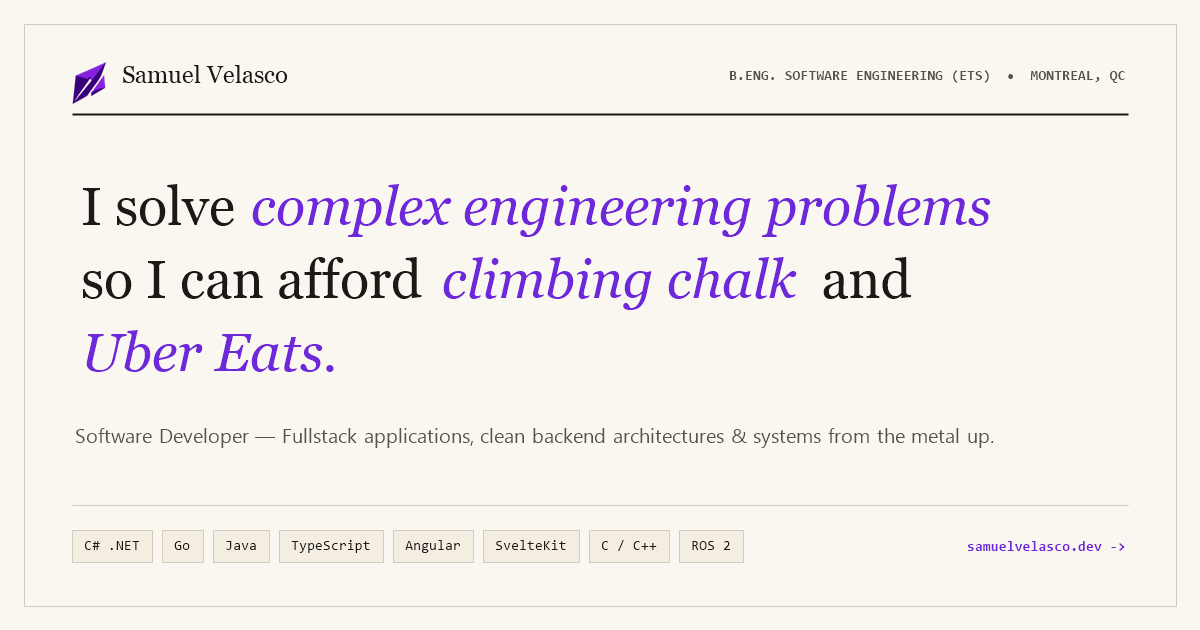 Samuel Velasco
B.ENG. SOFTWARE ENGINEERING (ETS) • MONTREAL, QC
I solve complex engineering problems
so I can afford climbing chalk and
Uber Eats.
Software Developer — Fullstack applications, clean backend architectures & systems from the metal up.
C# .NET Go Java TypeScript Angular SvelteKit C / C++ ROS 2
samuelvelasco.dev ->